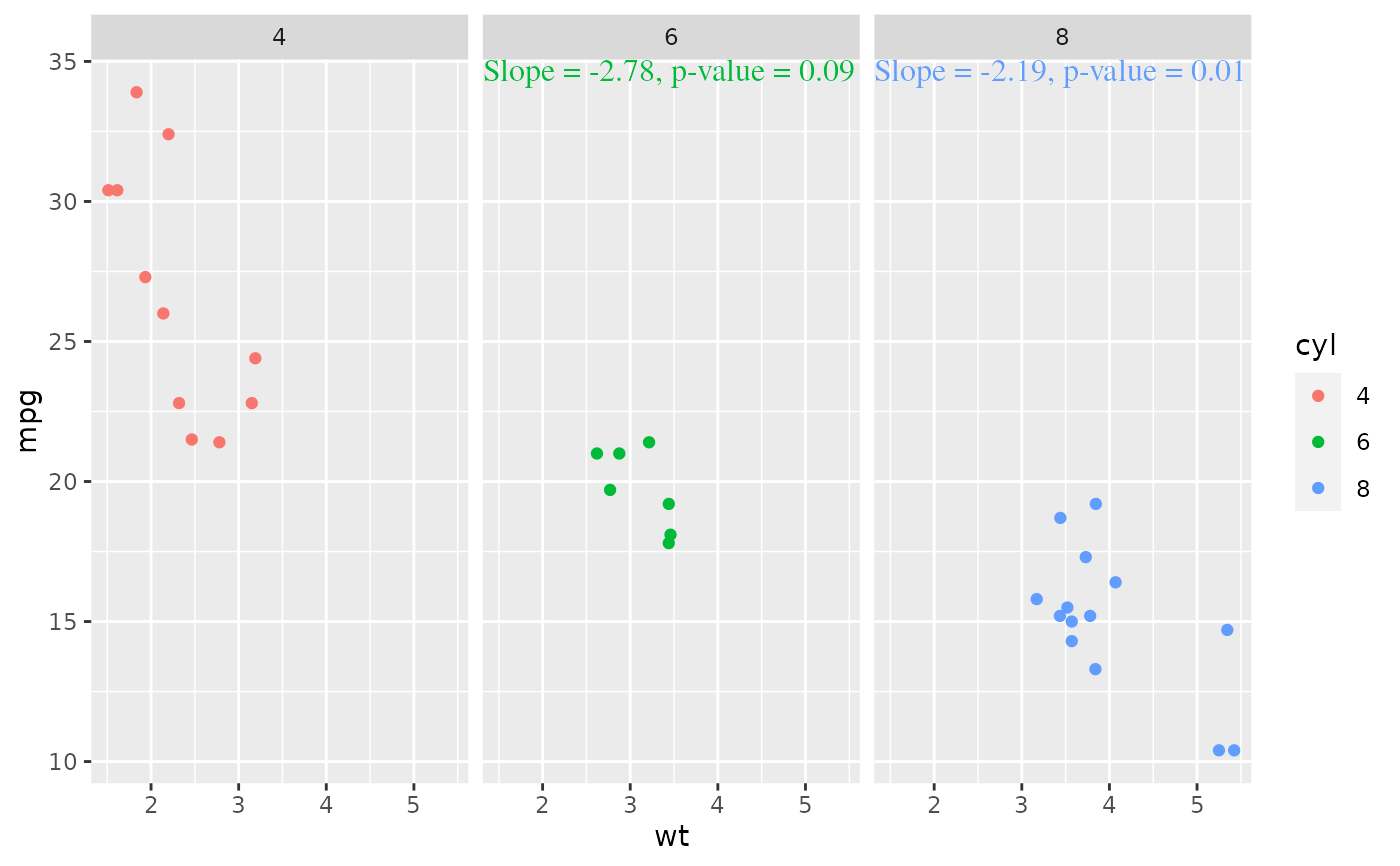 4 6 8
Slope = -2.78, p-value = 0.09 Slope = -2.19, p-value = 0.01
35
30
25
20
15
10
mpg
2 3 4 5 2 3 4 5 2 3 4 5
wt
cyl
4
6
8